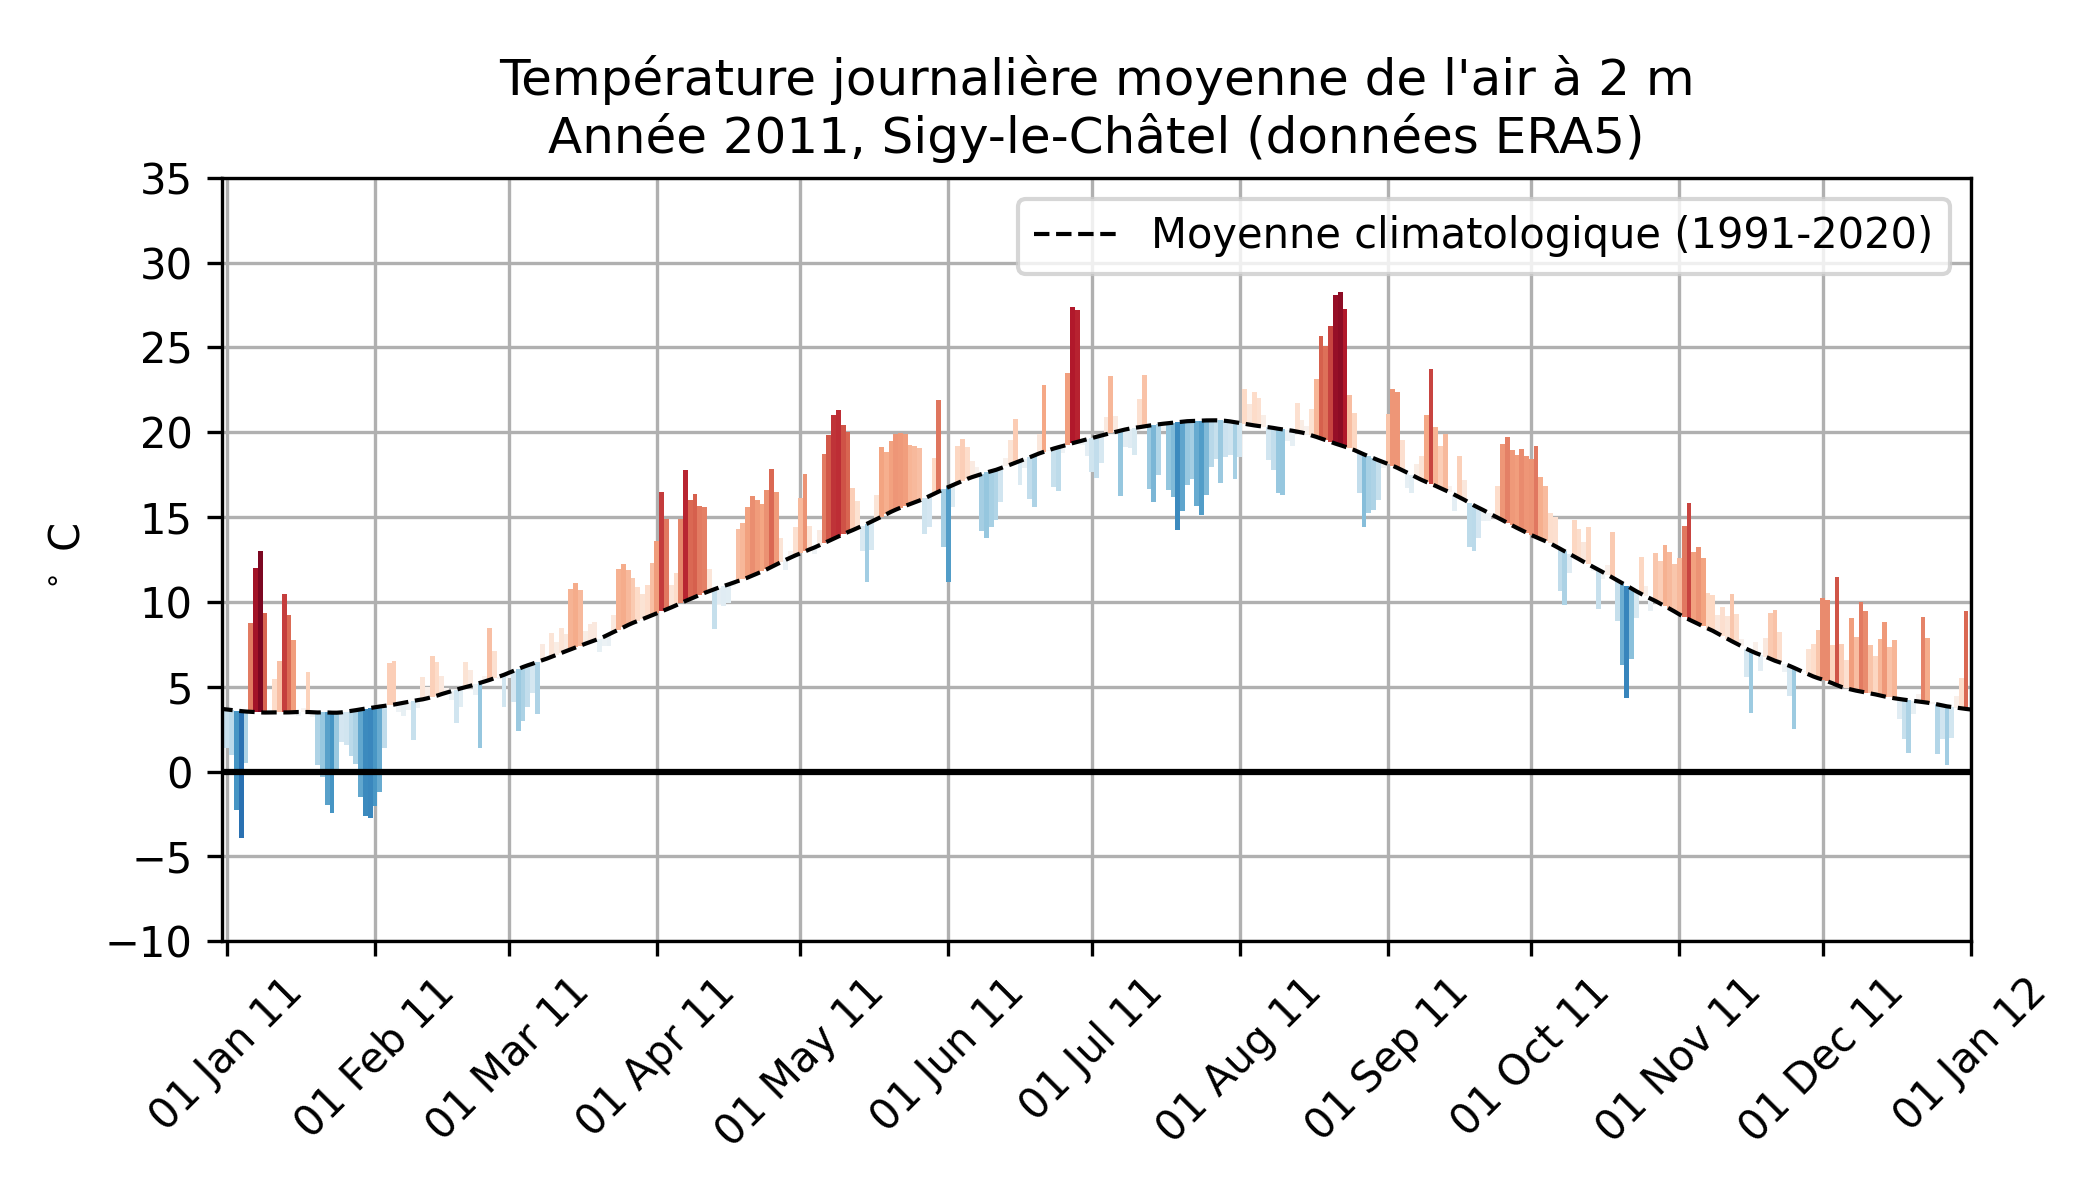 Température journalière moyenne de l'air à 2 m
Année 2011, Sigy-le-Châtel (données ERA5)
Moyenne climatologique (1991-2020)
35
30
25
20
15
10
5
0
−5
−10
° C
01 Jan 11
01 Feb 11
01 Mar 11
01 Apr 11
01 May 11
01 Jun 11
01 Jul 11
01 Aug 11
01 Sep 11
01 Oct 11
01 Nov 11
01 Dec 11
01 Jan 12